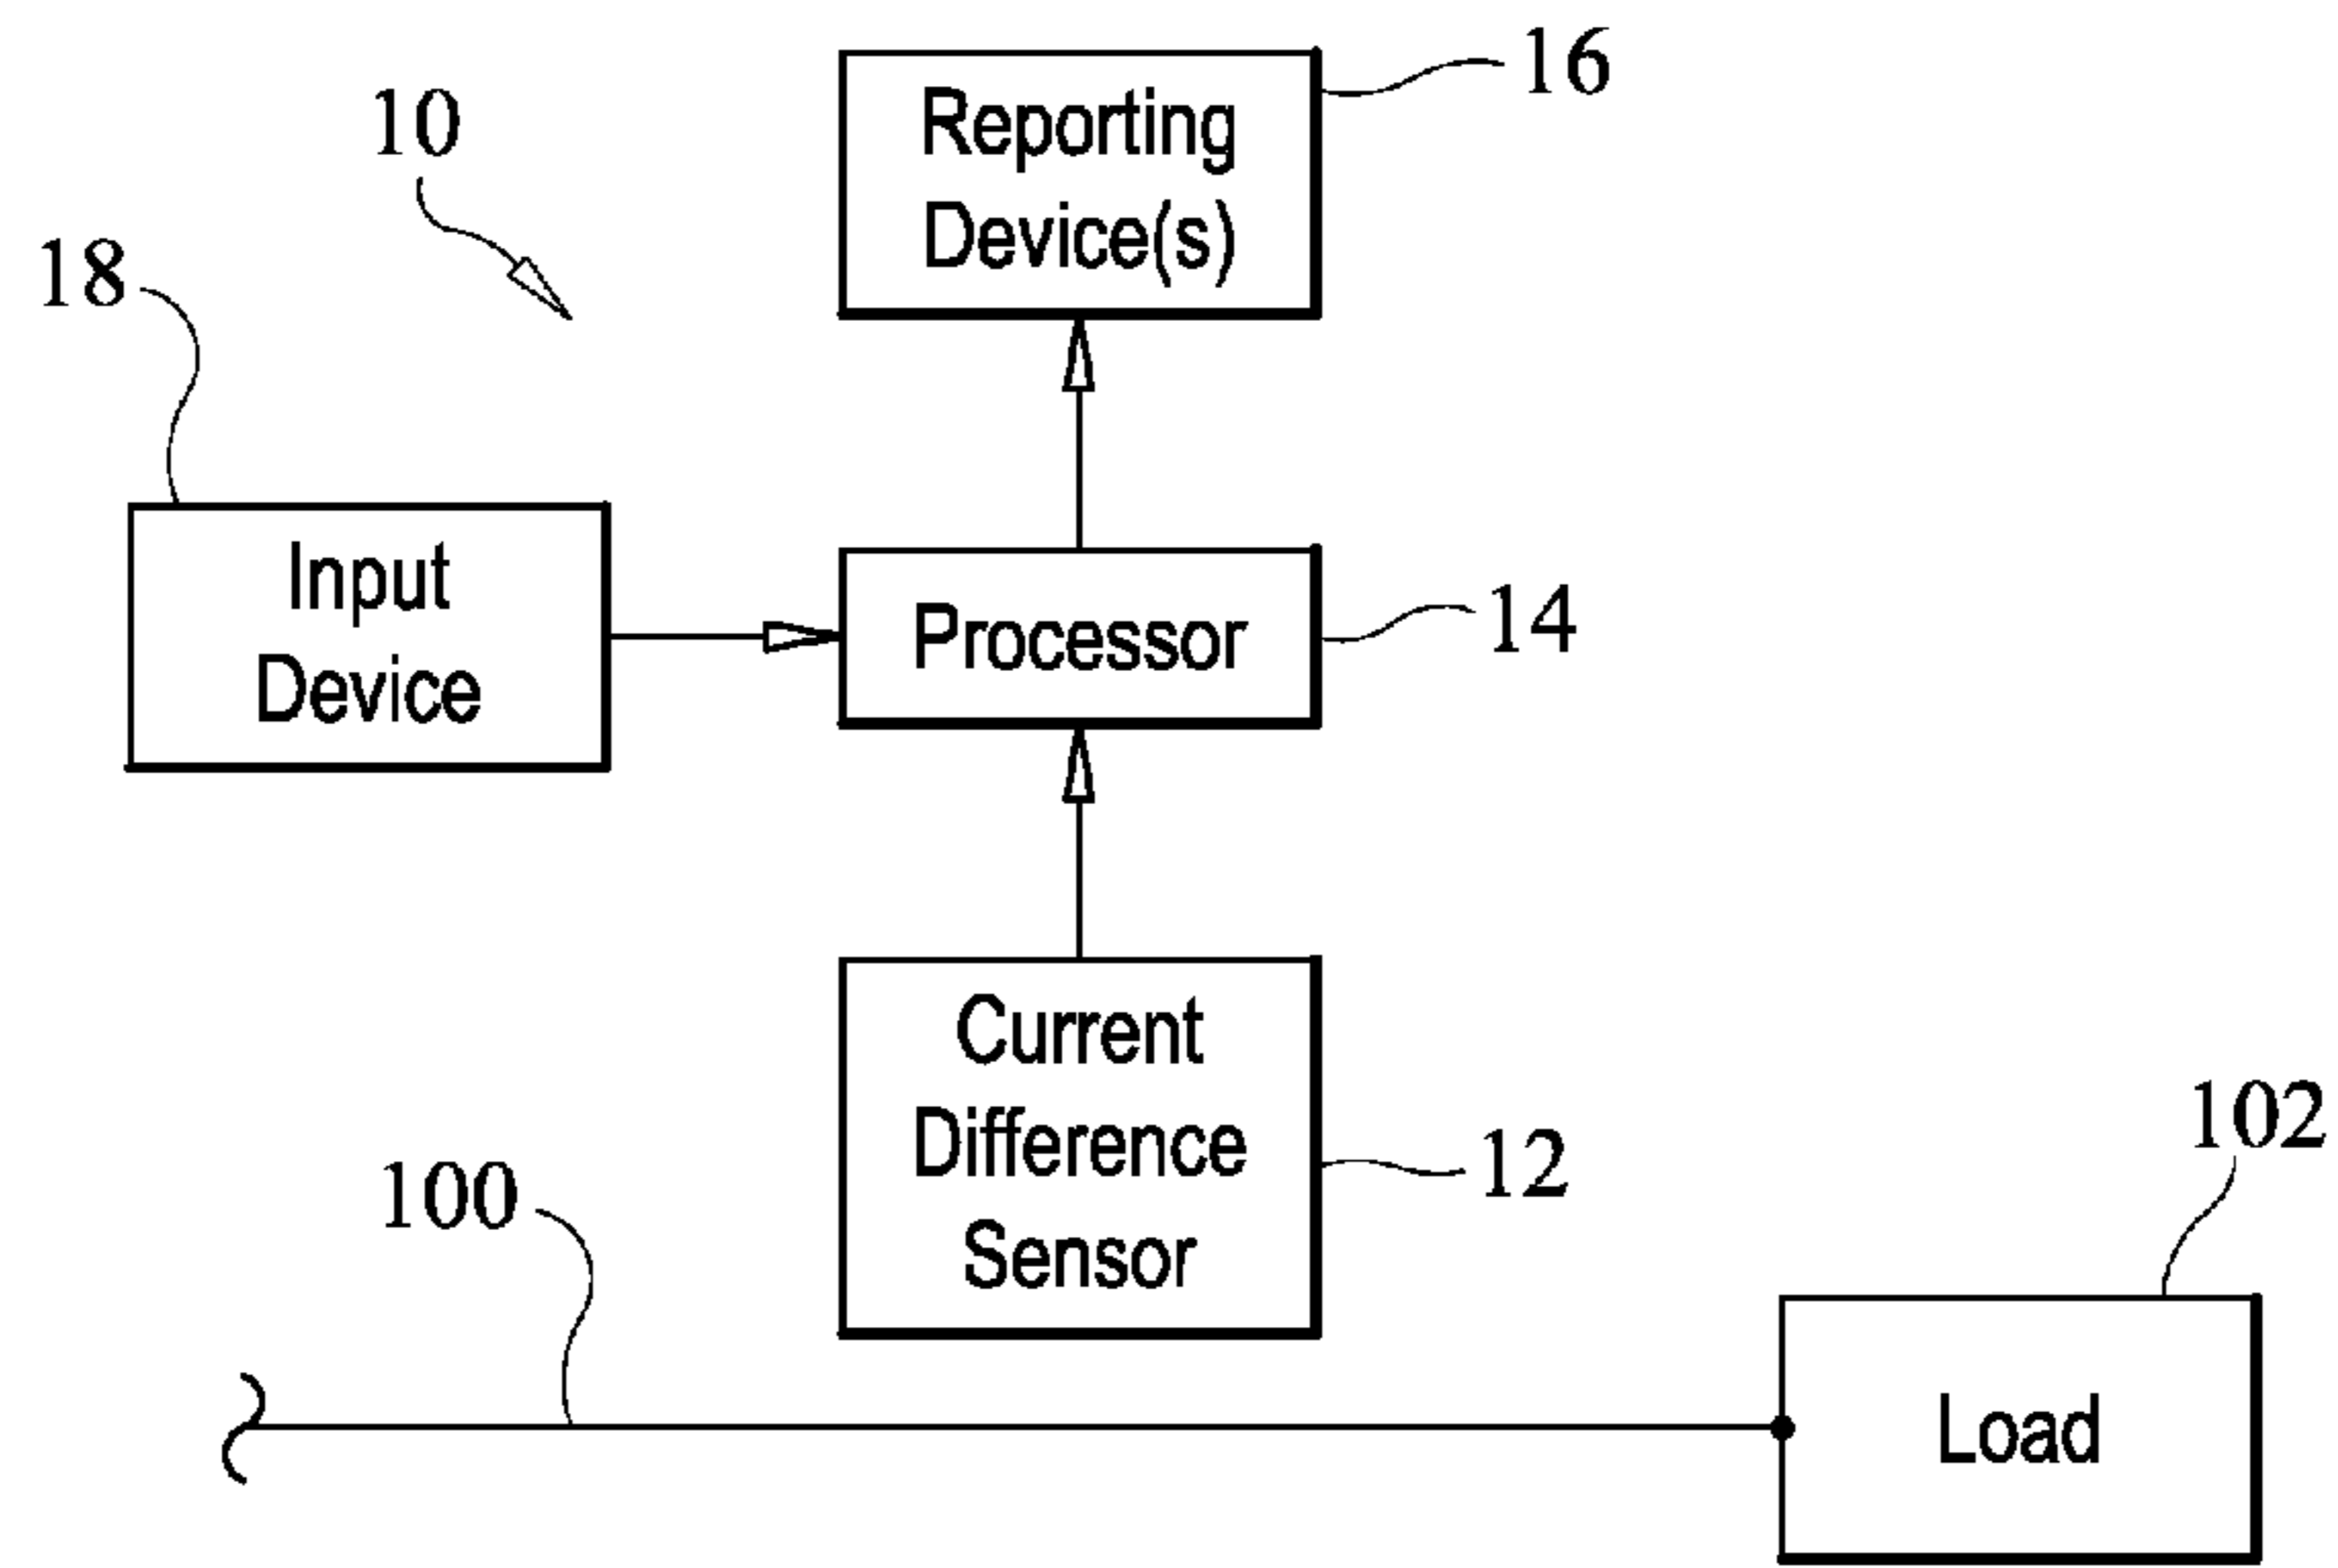 16
Reporting
Device(s)
10
18
Input
Device
Processor
14
Current
Difference
Sensor
12
102
100
Load